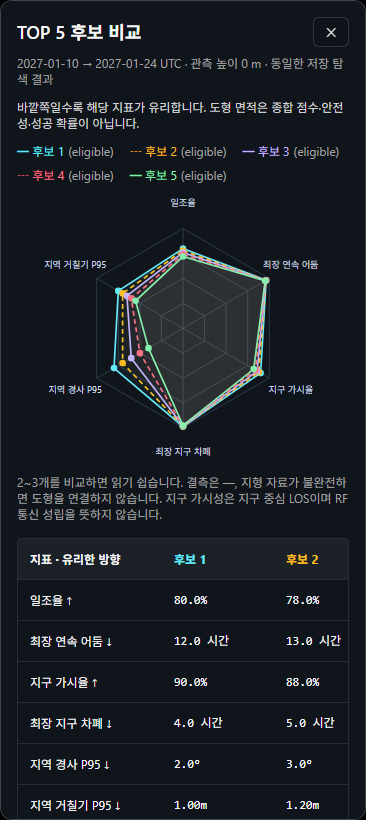 TOP 5 후보 비교
×
2027-01-10 → 2027-01-24 UTC · 관측 높이 0 m · 동일한 저장 탐
색 결과
바깥쪽일수록 해당 지표가 유리합니다. 도형 면적은 종합 점수·안전
성·성공 확률이 아닙니다.
후보 1 (eligible) 후보 2 (eligible) 후보 3 (eligible)
후보 4 (eligible) 후보 5 (eligible)
일조율
지역 거칠기 P95 최장 연속 어둠
지역 경사 P95 지구 가시율
최장 지구 차폐
2~3개를 비교하면 읽기 쉽습니다. 결측은 —, 지형 자료가 불완전하
면 도형을 연결하지 않습니다. 지구 가시성은 지구 중심 LOS이며 RF
통신 성립을 뜻하지 않습니다.
지표 · 유리한 방향 후보 1 후보 2
일조율 ↑ 80.0% 78.0%
최장 연속 어둠 ↓ 12.0 시간 13.0 시간
지구 가시율 ↑ 90.0% 88.0%
최장 지구 차폐 ↓ 4.0 시간 5.0 시간
지역 경사 P95 ↓ 2.0° 3.0°
지역 거칠기 P95 ↓ 1.00m 1.20m